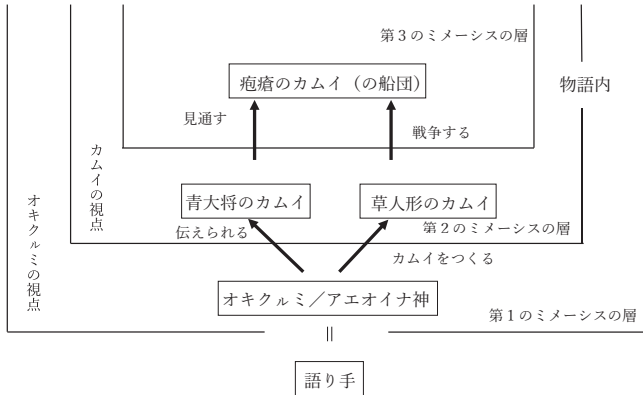 第３のミメーシスの層
疱瘡のカムイ（の船団）
物語内
見通す
戦争する
カムイの視点
オキクㇽミの視点
青大将のカムイ
草人形のカムイ
伝えられる
第２のミメーシスの層
カムイをつくる
オキクㇽミ／アエオイナ神
第１のミメーシスの層
＝
語り手